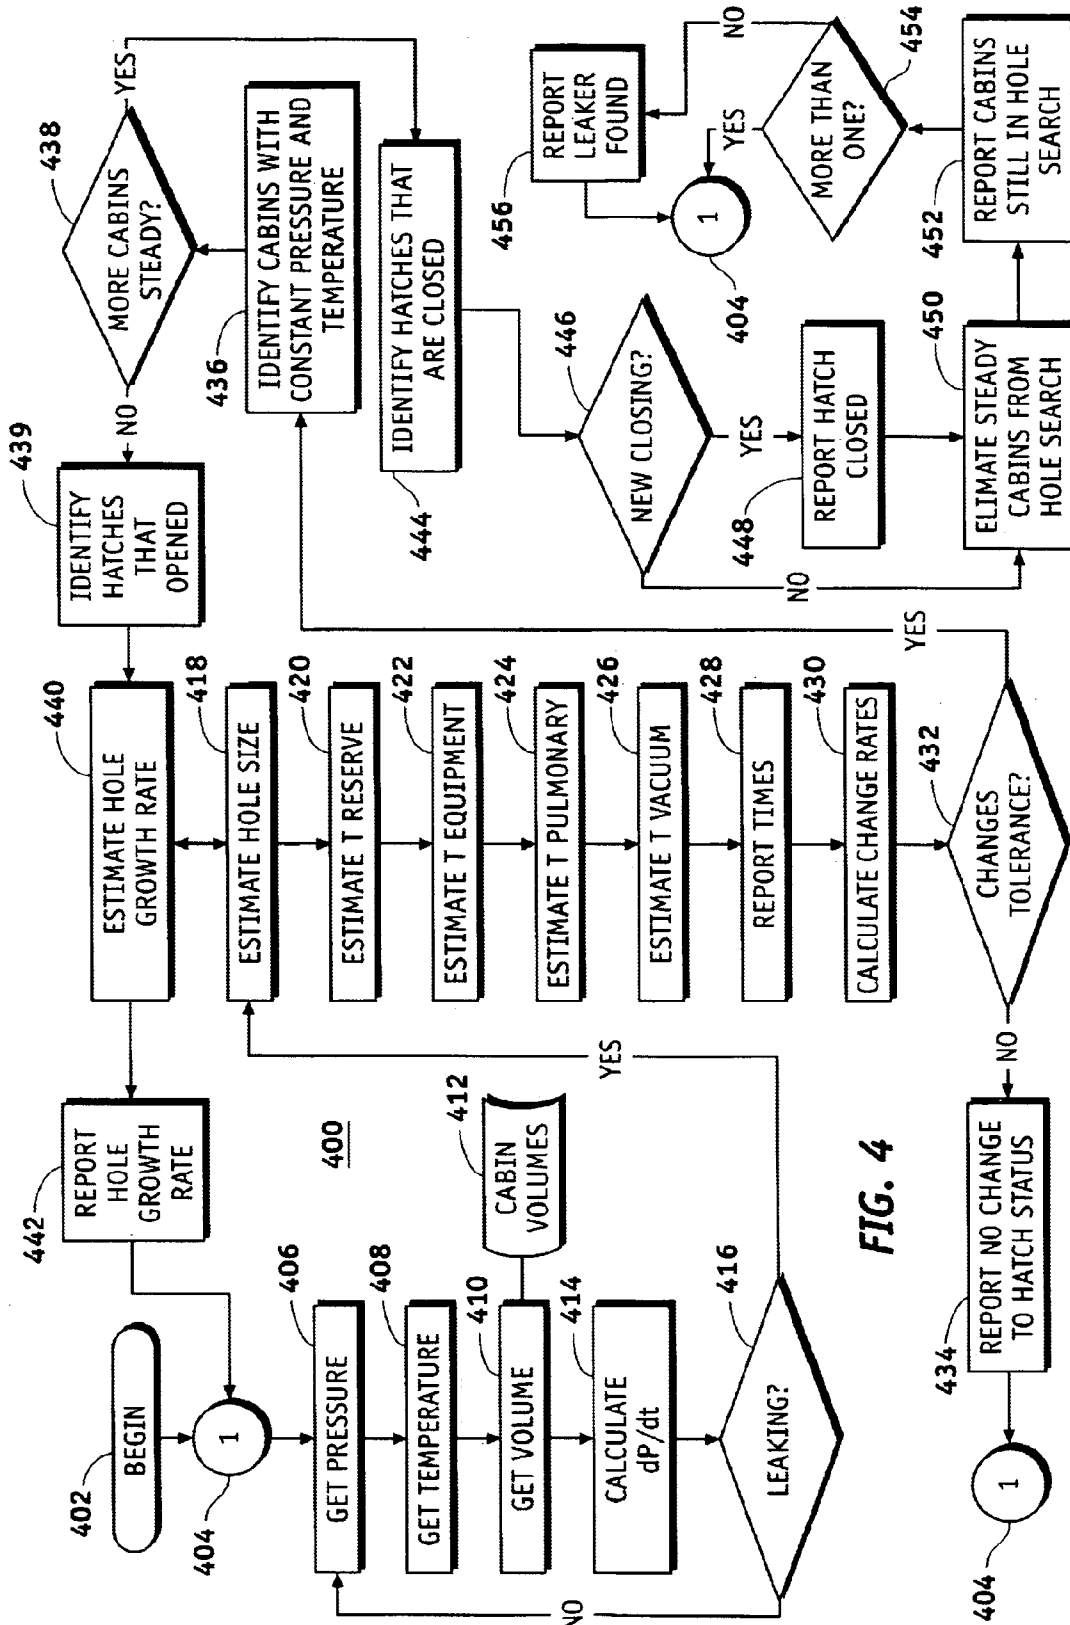 402
BEGIN
1
404
406
GET PRESSURE
408
GET TEMPERATURE
410
GET VOLUME
412
CABIN
VOLUMES
414
CALCULATE
dP/dt
416
LEAKING?
NO
YES
400
442
REPORT
HOLE
GROWTH
RATE
440
ESTIMATE HOLE
GROWTH RATE
418
ESTIMATE HOLE SIZE
420
ESTIMATE T RESERVE
422
ESTIMATE T EQUIPMENT
424
ESTIMATE T PULMONARY
426
ESTIMATE T VACUUM
428
REPORT TIMES
430
CALCULATE CHANGE RATES
432
CHANGES
TOLERANCE?
NO
YES
434
REPORT NO CHANGE
TO HATCH STATUS
1
404
439
IDENTIFY
HATCHES
THAT
OPENED
NO
438
MORE CABINS
STEADY?
YES
436
IDENTIFY CABINS WITH
CONSTANT PRESSURE AND
TEMPERATURE
444
IDENTIFY HATCHES THAT
ARE CLOSED
446
NEW CLOSING?
YES
NO
448
REPORT HATCH
CLOSED
450
ELIMATE STEADY
CABINS FROM
HOLE SEARCH
452
REPORT CABINS
STILL IN HOLE
SEARCH
454
MORE THAN
ONE?
YES
NO
456
REPORT
LEAKER
FOUND
1
404
FIG. 4